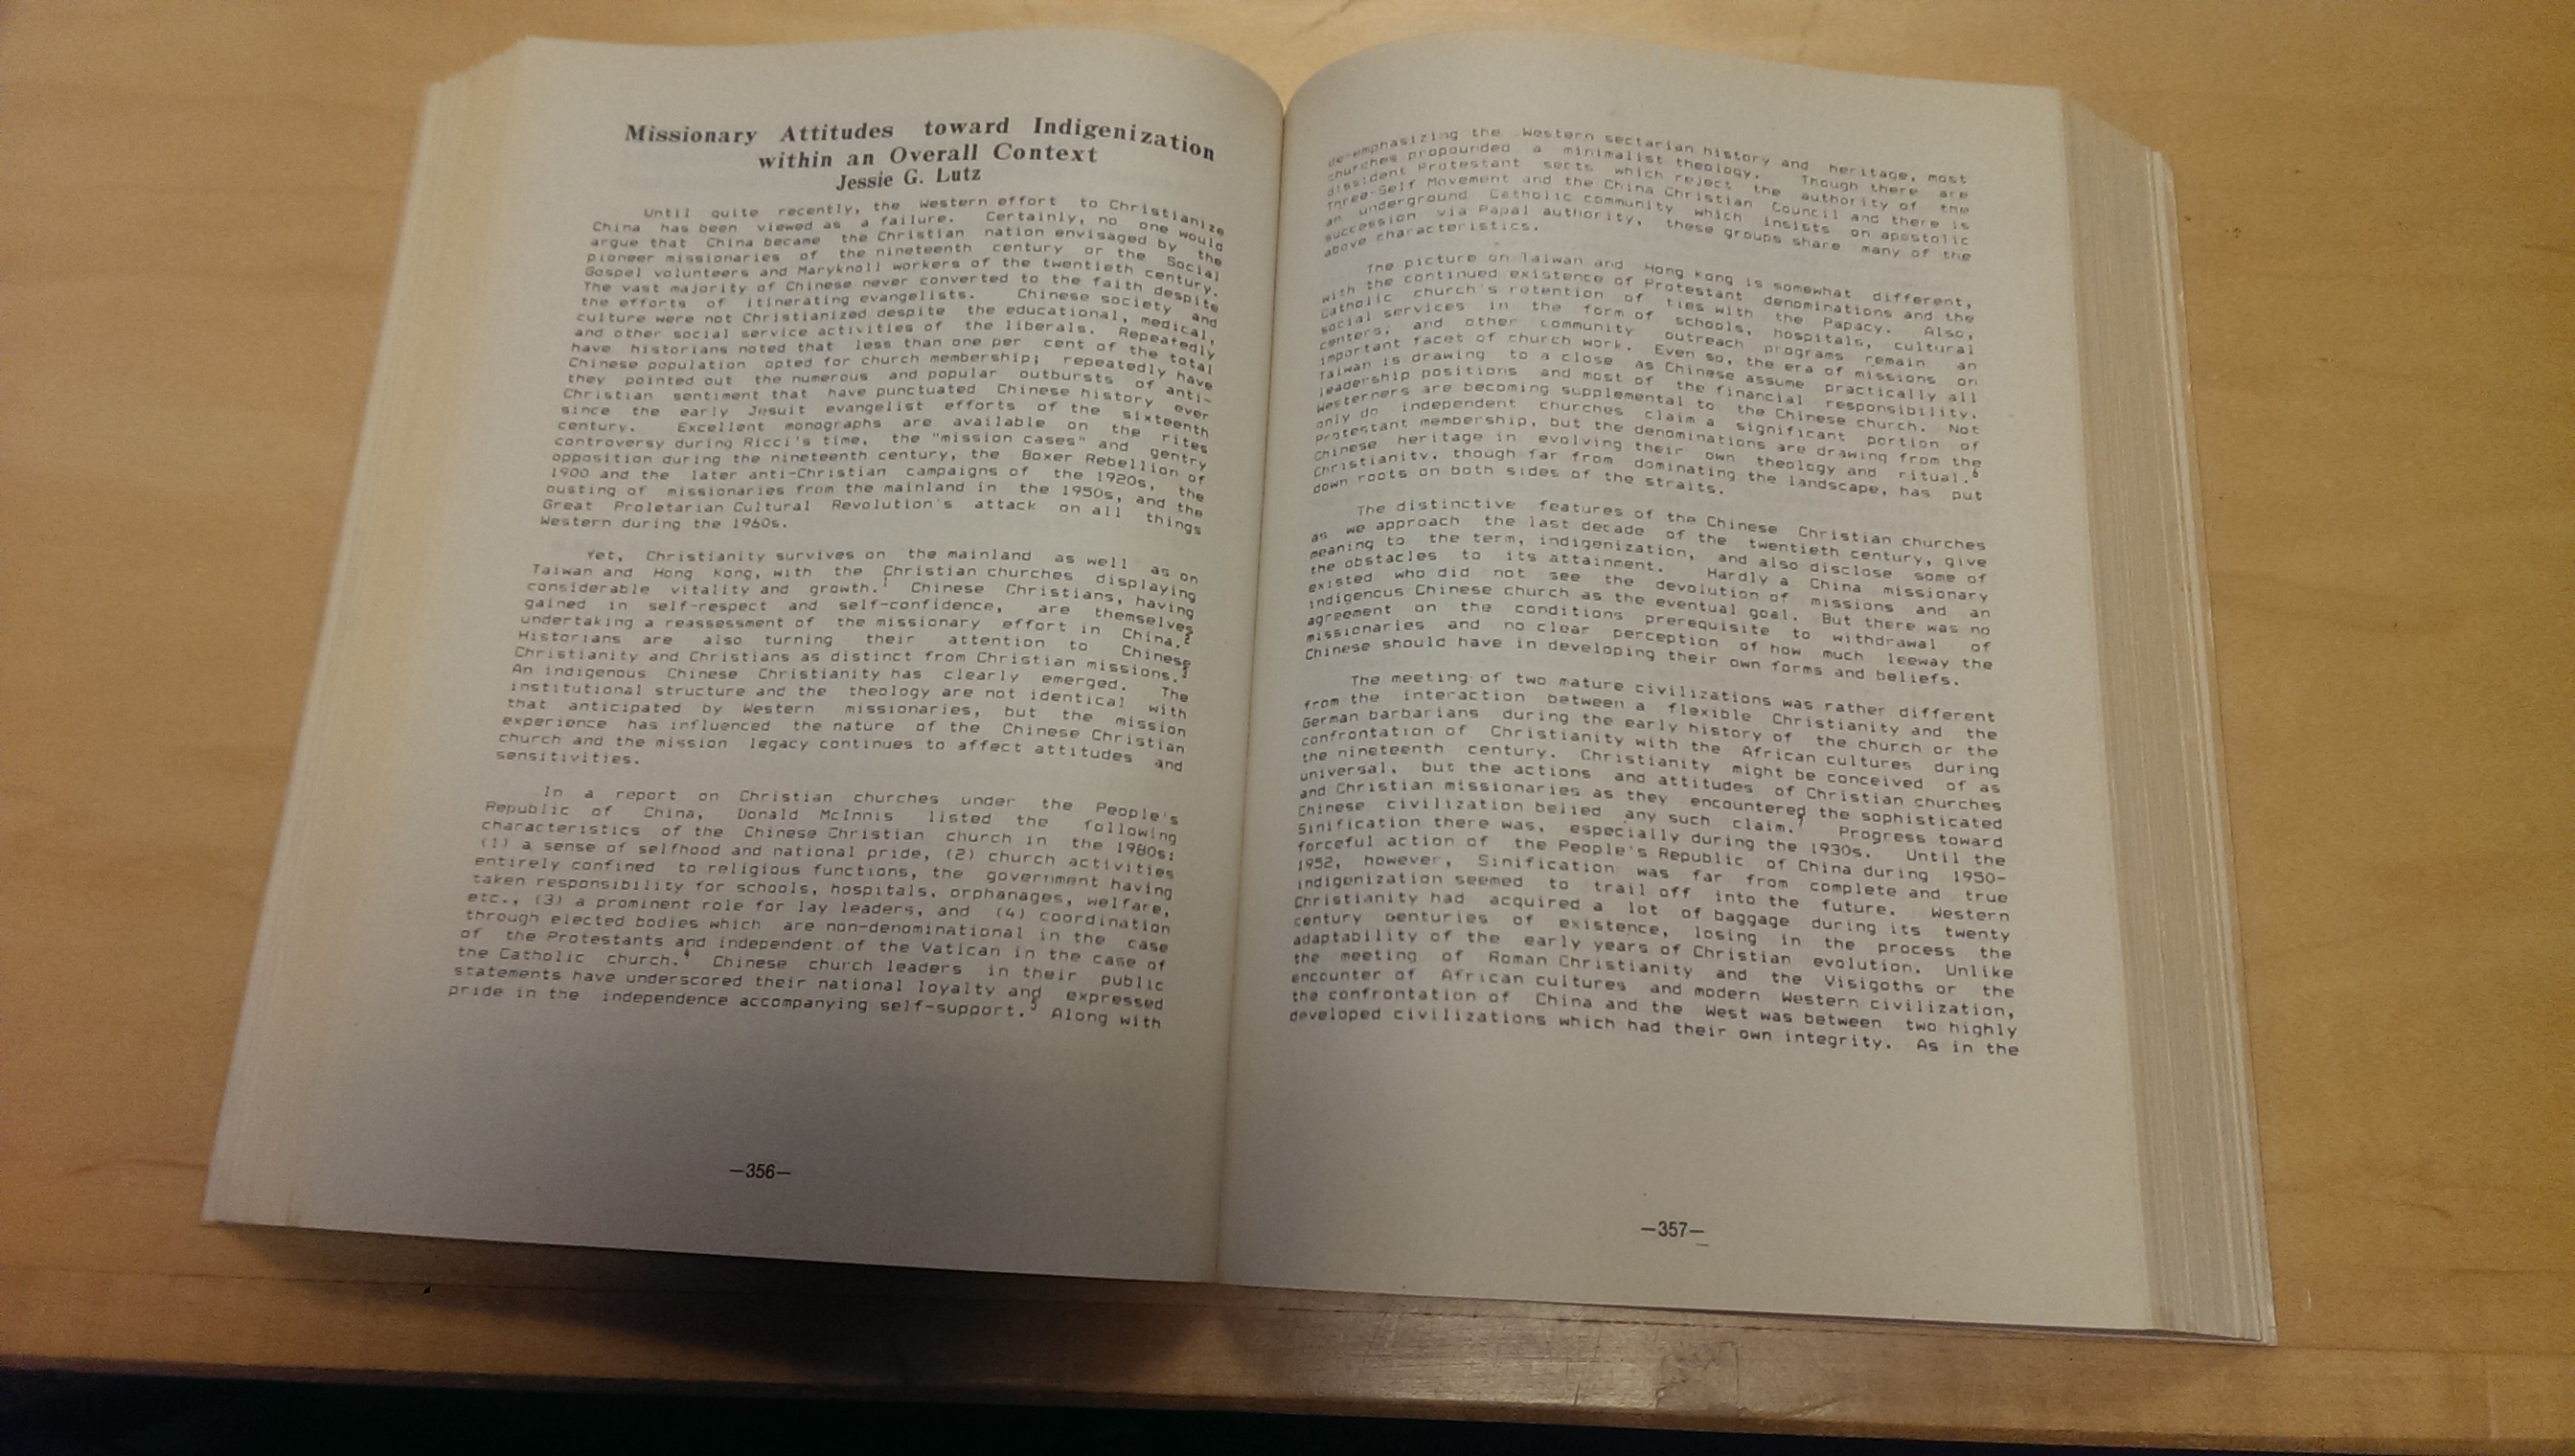 Missionary Attitudes toward Indigenization
within an Overall Context
Jessie G. Lutz
Until quite recently, the Western effort to Christianize
China has been viewed as a failure. Certainly, no one would
argue that China became the Christian nation envisaged by the
pioneer missionaries of the nineteenth century or the Social
Gospel volunteers and Maryknoll workers of the twentieth century.
The vast majority of Chinese never converted to the faith despite
the efforts of itinerating evangelists. Chinese society and
culture were not Christianized despite the educational, medical,
and other social service activities of the liberals. Repeatedly
have historians noted that less than one per cent of the total
Chinese population opted for church membership; repeatedly have
they pointed out the numerous and popular outbursts of anti-
Christian sentiment that have punctuated Chinese history ever
since the early Jesuit evangelist efforts of the sixteenth
century. Excellent monographs are available on the rites
controversy during Ricci's time, the "mission cases" and gentry
opposition during the nineteenth century, the Boxer Rebellion of
1900 and the later anti-Christian campaigns of the 1920s, the
ousting of missionaries from the mainland in the 1950s, and the
Great Proletarian Cultural Revolution's attack on all things
Western during the 1960s.
Yet, Christianity survives on the mainland as well as on
Taiwan and Hong Kong, with the Christian churches displaying
considerable vitality and growth.1 Chinese Christians, having
gained in self-respect and self-confidence, are themselves
undertaking a reassessment of the missionary effort in China.2
Historians are also turning their attention to Chinese
Christianity and Christians as distinct from Christian missions.3
An indigenous Chinese Christianity has clearly emerged. The
institutional structure and the theology are not identical with
that anticipated by Western missionaries, but the mission
experience has influenced the nature of the Chinese Christian
church and the mission legacy continues to affect attitudes and
sensitivities.
In a report on Christian churches under the People's
Republic of China, Donald McInnis listed the following
characteristics of the Chinese Christian church in the 1980s:
(1) a sense of selfhood and national pride, (2) church activities
entirely confined to religious functions, the government having
taken responsibility for schools, hospitals, orphanages, welfare,
etc., (3) a prominent role for lay leaders, and (4) coordination
through elected bodies which are non-denominational in the case
of the Protestants and independent of the Vatican in the case of
the Catholic church.4 Chinese church leaders in their public
statements have underscored their national loyalty and expressed
pride in the independence accompanying self-support.5 Along with
—356—
de-emphasizing the Western sectarian history and heritage, most
churches propounded a minimalist theology. Though there are
dissident Protestant sects which reject the authority of the
Three-Self Movement and the China Christian Council and there is
an underground Catholic community which insists on apostolic
succession via Papal authority, these groups share many of the
above characteristics.
The picture on Taiwan and Hong Kong is somewhat different,
with the continued existence of Protestant denominations and the
Catholic church's retention of ties with the Papacy. Also,
social services in the form of schools, hospitals, cultural
centers, and other community outreach programs remain an
important facet of church work. Even so, the era of missions on
Taiwan is drawing to a close as Chinese assume practically all
leadership positions and most of the financial responsibility.
Westerners are becoming supplemental to the Chinese church. Not
only do independent churches claim a significant portion of
Protestant membership, but the denominations are drawing from the
Chinese heritage in evolving their own theology and ritual.6
Christianity, though far from dominating the landscape, has put
down roots on both sides of the straits.
The distinctive features of the Chinese Christian churches
as we approach the last decade of the twentieth century, give
meaning to the term, indigenization, and also disclose some of
the obstacles to its attainment. Hardly a China missionary
existed who did not see the devolution of missions and an
indigencus Chinese church as the eventual goal. But there was no
agreement on the conditions prerequisite to withdrawal of
missionaries and no clear perception of how much leeway the
Chinese should have in developing their own forms and beliefs.
The meeting of two mature civilizations was rather different
from the interaction between a flexible Christianity and the
German barbarians during the early history of the church or the
confrontation of Christianity with the African cultures during
the nineteenth century. Christianity might be conceived of as
universal, but the actions and attitudes of Christian churches
and Christian missionaries as they encountered the sophisticated
Chinese civilization belied any such claim.7 Progress toward
Sinification there was, especially during the 1930s. Until the
forceful action of the People's Republic of China during 1950-
1952, however, Sinification was far from complete and true
indigenization seemed to trail off into the future. Western
Christianity had acquired a lot of baggage during its twenty
century centuries of existence, losing in the process the
adaptability of the early years of Christian evolution. Unlike
the meeting of Roman Christianity and the Visigoths or the
encounter of African cultures and modern Western civilization,
the confrontation of China and the West was between two highly
developed civilizations which had their own integrity. As in the
—357—